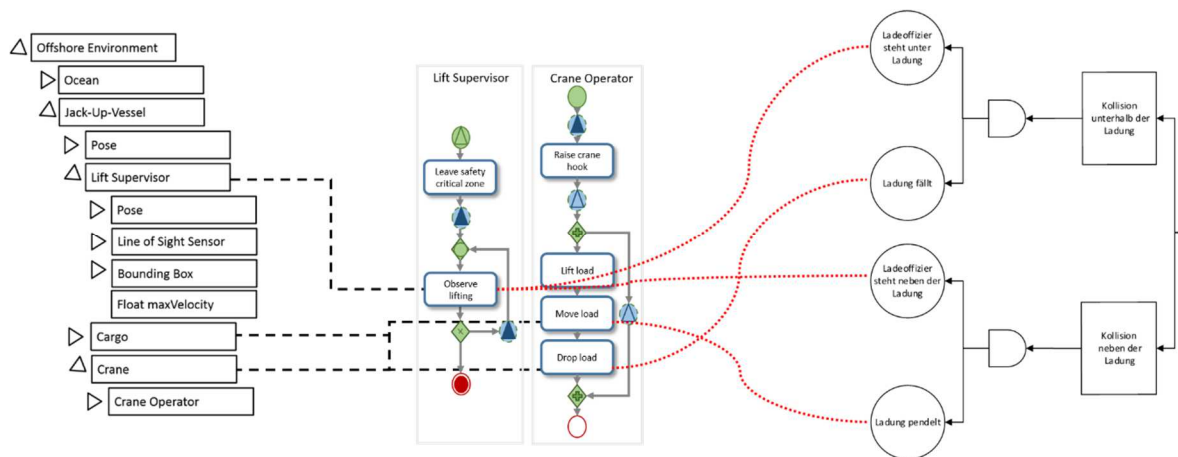 Offshore Environment
Ocean
Jack-Up-Vessel
Pose
Lift Supervisor
Pose
Line of Sight Sensor
Bounding Box
Float maxVelocity
Cargo
Crane
Crane Operator
Lift Supervisor
Leave safety
critical zone
Observe
lifting
Crane Operator
Raise crane
hook
Lift load
Move load
Drop load
Ladeoffizier
steht unter
Ladung
Ladung fällt
Ladeoffizier
steht neben der
Ladung
Ladung pendelt
Kollision
unterhalb der
Ladung
Kollision
neben der
Ladung